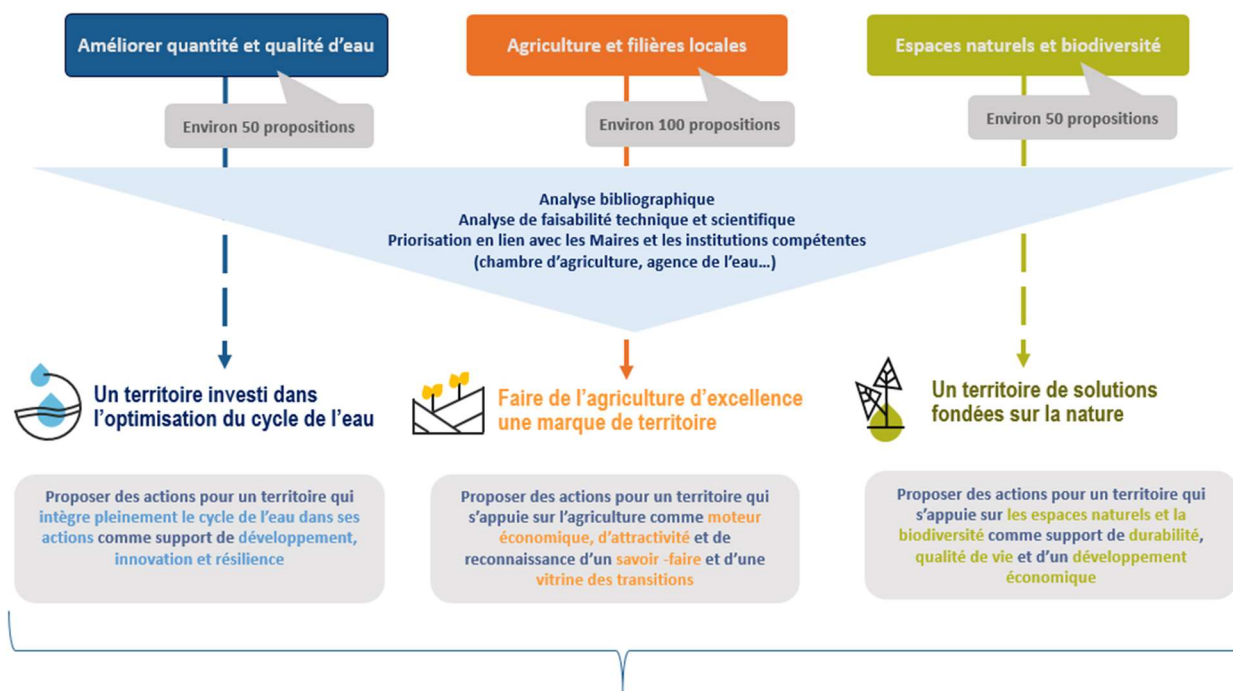 Améliorer quantité et qualité d’eau
Agriculture et filières locales
Espaces naturels et biodiversité
Environ 50 propositions
Environ 100 propositions
Environ 50 propositions
Analyse bibliographique
Analyse de faisabilité technique et scientifique
Priorisation en lien avec les Maires et les institutions compétentes
(chambre d’agriculture, agence de l’eau…)
Un territoire investi dans
l’optimisation du cycle de l’eau
Faire de l’agriculture d’excellence
une marque de territoire
Un territoire de solutions
fondées sur la nature
Proposer des actions pour un territoire qui
intègre pleinement le cycle de l’eau dans ses
actions comme support de développement,
innovation et résilience
Proposer des actions pour un territoire qui
s’appuie sur l’agriculture comme moteur
économique, d’attractivité et de
reconnaissance d’un savoir -faire et d’une
vitrine des transitions
Proposer des actions pour un territoire qui
s’appuie sur les espaces naturels et la
biodiversité comme support de durabilité,
qualité de vie et d’un développement
économique